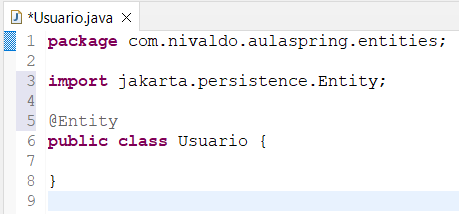 *Usuario.java
1 package com.nivaldo.aulaspring.entities;
2
3 import jakarta.persistence.Entity;
4
5 @Entity
6 public class Usuario {
7
8 }
9